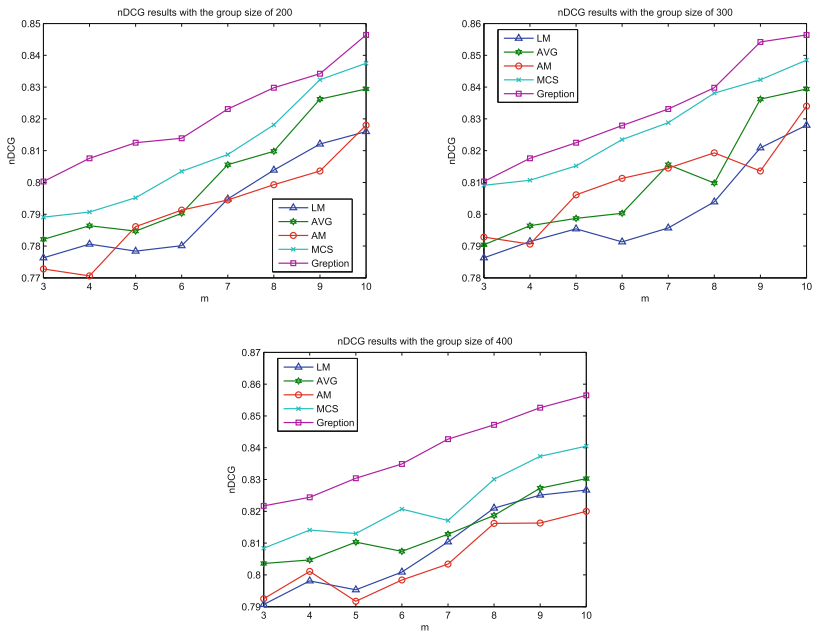 nDCG results with the group size of 200
0.85
0.84
0.83
0.82
0.81
0.8
0.79
0.78
0.77
nDCG
3 4 5 6 7 8 9 10
m
LM
AVG
AM
MCS
Greption
nDCG results with the group size of 300
0.86
0.85
0.84
0.83
0.82
0.81
0.8
0.79
0.78
nDCG
3 4 5 6 7 8 9 10
m
LM
AVG
AM
MCS
Greption
nDCG results with the group size of 400
0.87
0.86
0.85
0.84
0.83
0.82
0.81
0.8
0.79
nDCG
3 4 5 6 7 8 9 10
m
LM
AVG
AM
MCS
Greption